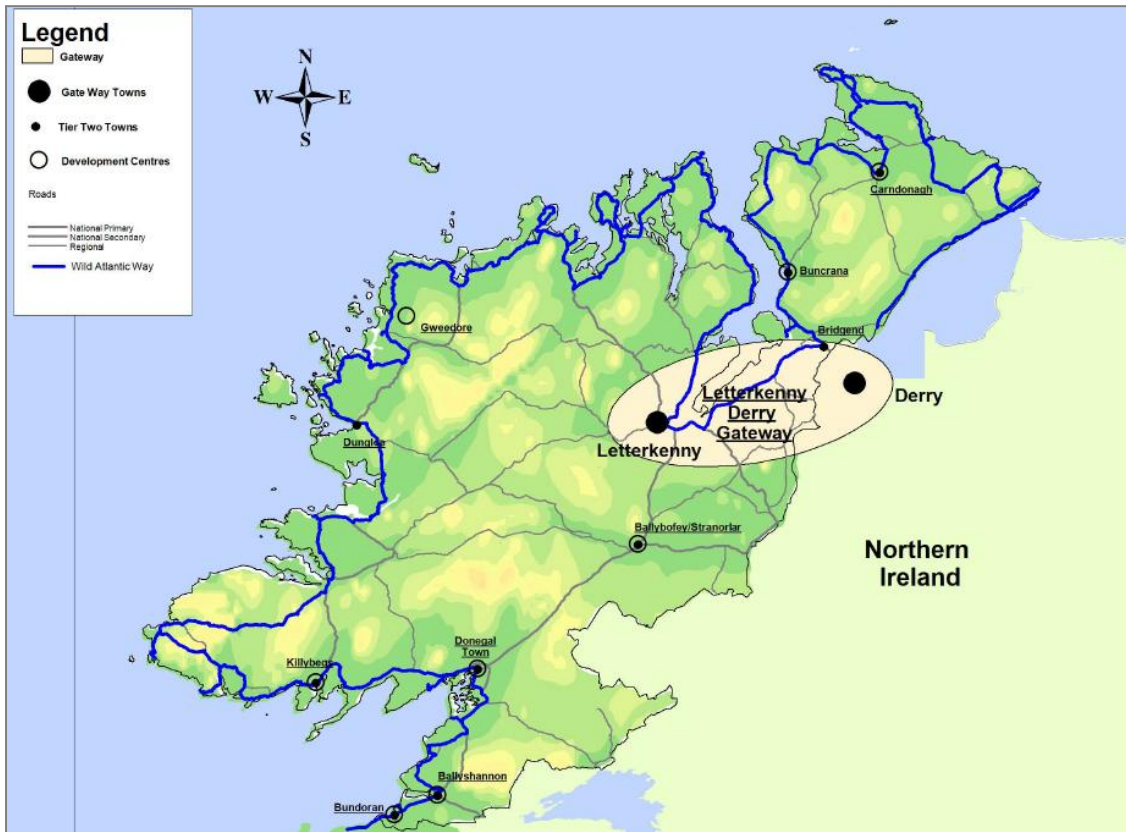 Legend
Gateway
Gate Way Towns
Tier Two Towns
Development Centres
Roads
National Primary
National Secondary
Regional
Wild Atlantic Way
N
W
E
S
Carndonagh
Buncrana
Bridgend
Gweedore
Letterkenny
Derry
Gateway
Derry
Dungloe
Letterkenny
Ballybofey/Stranorlar
Northern
Ireland
Donegal
Town
Killybegs
Ballyshannon
Bundoran